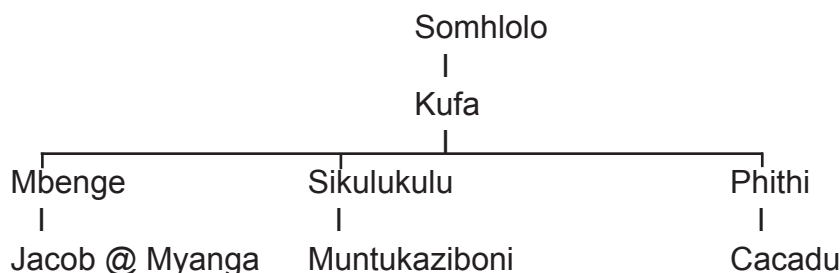 Somhlolo
Kufa
Mbenge Sikulukulu Phithi
Jacob @ Myanga Muntukaziboni Cacadu